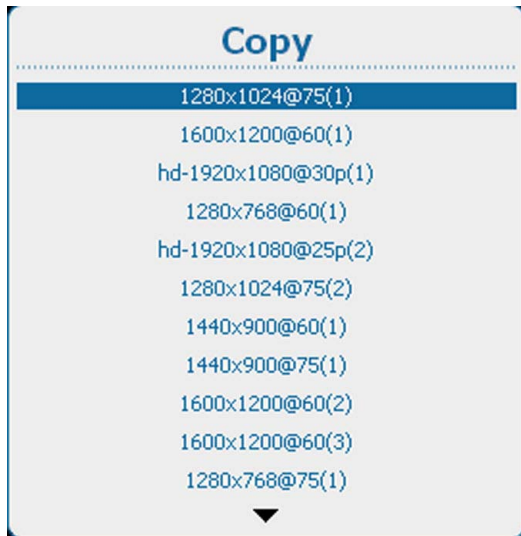 Copy
1280x1024@75(1)
1600x1200@60(1)
hd-1920x1080@30p(1)
1280x768@60(1)
hd-1920x1080@25p(2)
1280x1024@75(2)
1440x900@60(1)
1440x900@75(1)
1600x1200@60(2)
1600x1200@60(3)
1280x768@75(1)